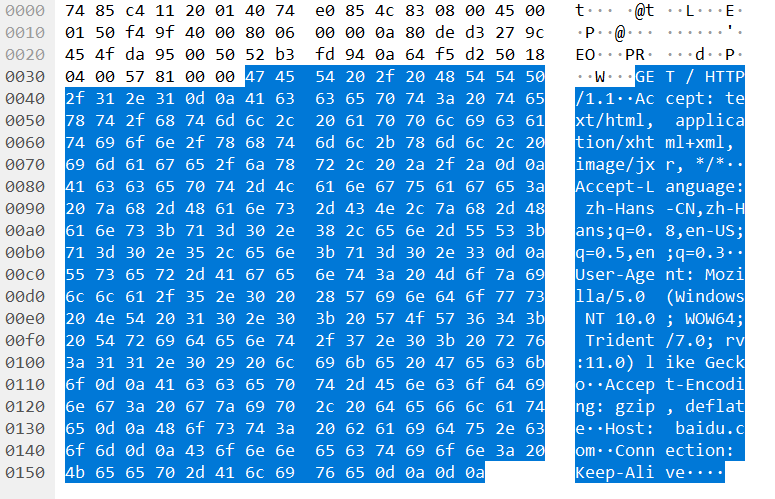 0000 74 85 c4 11 20 01 40 74 e0 85 4c 83 08 00 45 00 t··· ·@t ··L···E·
0010 01 50 f4 9f 40 00 80 06 00 00 0a 80 de d3 27 9c ·P··@··· ······'·
0020 45 4f da 95 00 50 52 b3 fd 94 0a 64 f5 d2 50 18 EO···PR· ···d··P·
0030 04 00 57 81 00 00 47 45 54 20 2f 20 48 54 54 50 ··W···GE T / HTTP
0040 2f 31 2e 31 0d 0a 41 63 63 65 70 74 3a 20 74 65 /1.1··Ac cept: te
0050 78 74 2f 68 74 6d 6c 2c 20 61 70 70 6c 69 63 61 xt/html, applica
0060 74 69 6f 6e 2f 78 68 74 6d 6c 2b 78 6d 6c 2c 20 tion/xht ml+xml,
0070 69 6d 61 67 65 2f 6a 78 72 2c 20 2a 2f 2a 0d 0a image/jx r, */*··
0080 41 63 63 65 70 74 2d 4c 61 6e 67 75 61 67 65 3a Accept-L anguage:
0090 20 7a 68 2d 48 61 6e 73 2d 43 4e 2c 7a 68 2d 48 zh-Hans -CN,zh-H
00a0 61 6e 73 3b 71 3d 30 2e 38 2c 65 6e 2d 55 53 3b ans;q=0. 8,en-US;
00b0 71 3d 30 2e 35 2c 65 6e 3b 71 3d 30 2e 33 0d 0a q=0.5,en ;q=0.3··
00c0 55 73 65 72 2d 41 67 65 6e 74 3a 20 4d 6f 7a 69 User-Age nt: Mozi
00d0 6c 6c 61 2f 35 2e 30 20 28 57 69 6e 64 6f 77 73 lla/5.0 (Windows
00e0 20 4e 54 20 31 30 2e 30 3b 20 57 4f 57 36 34 3b NT 10.0 ; WOW64;
00f0 20 54 72 69 64 65 6e 74 2f 37 2e 30 3b 20 72 76 Trident /7.0; rv
0100 3a 31 31 2e 30 29 20 6c 69 6b 65 20 47 65 63 6b :11.0) l ike Geck
0110 6f 0d 0a 41 63 63 65 70 74 2d 45 6e 63 6f 64 69 o··Accep t-Encodi
0120 6e 67 3a 20 67 7a 69 70 2c 20 64 65 66 6c 61 74 ng: gzip , deflat
0130 65 0d 0a 48 6f 73 74 3a 20 62 61 69 64 75 2e 63 e··Host: baidu.c
0140 6f 6d 0d 0a 43 6f 6e 6e 65 63 74 69 6f 6e 3a 20 om··Conn ection:
0150 4b 65 65 70 2d 41 6c 69 76 65 0d 0a 0d 0a Keep-Ali ve····